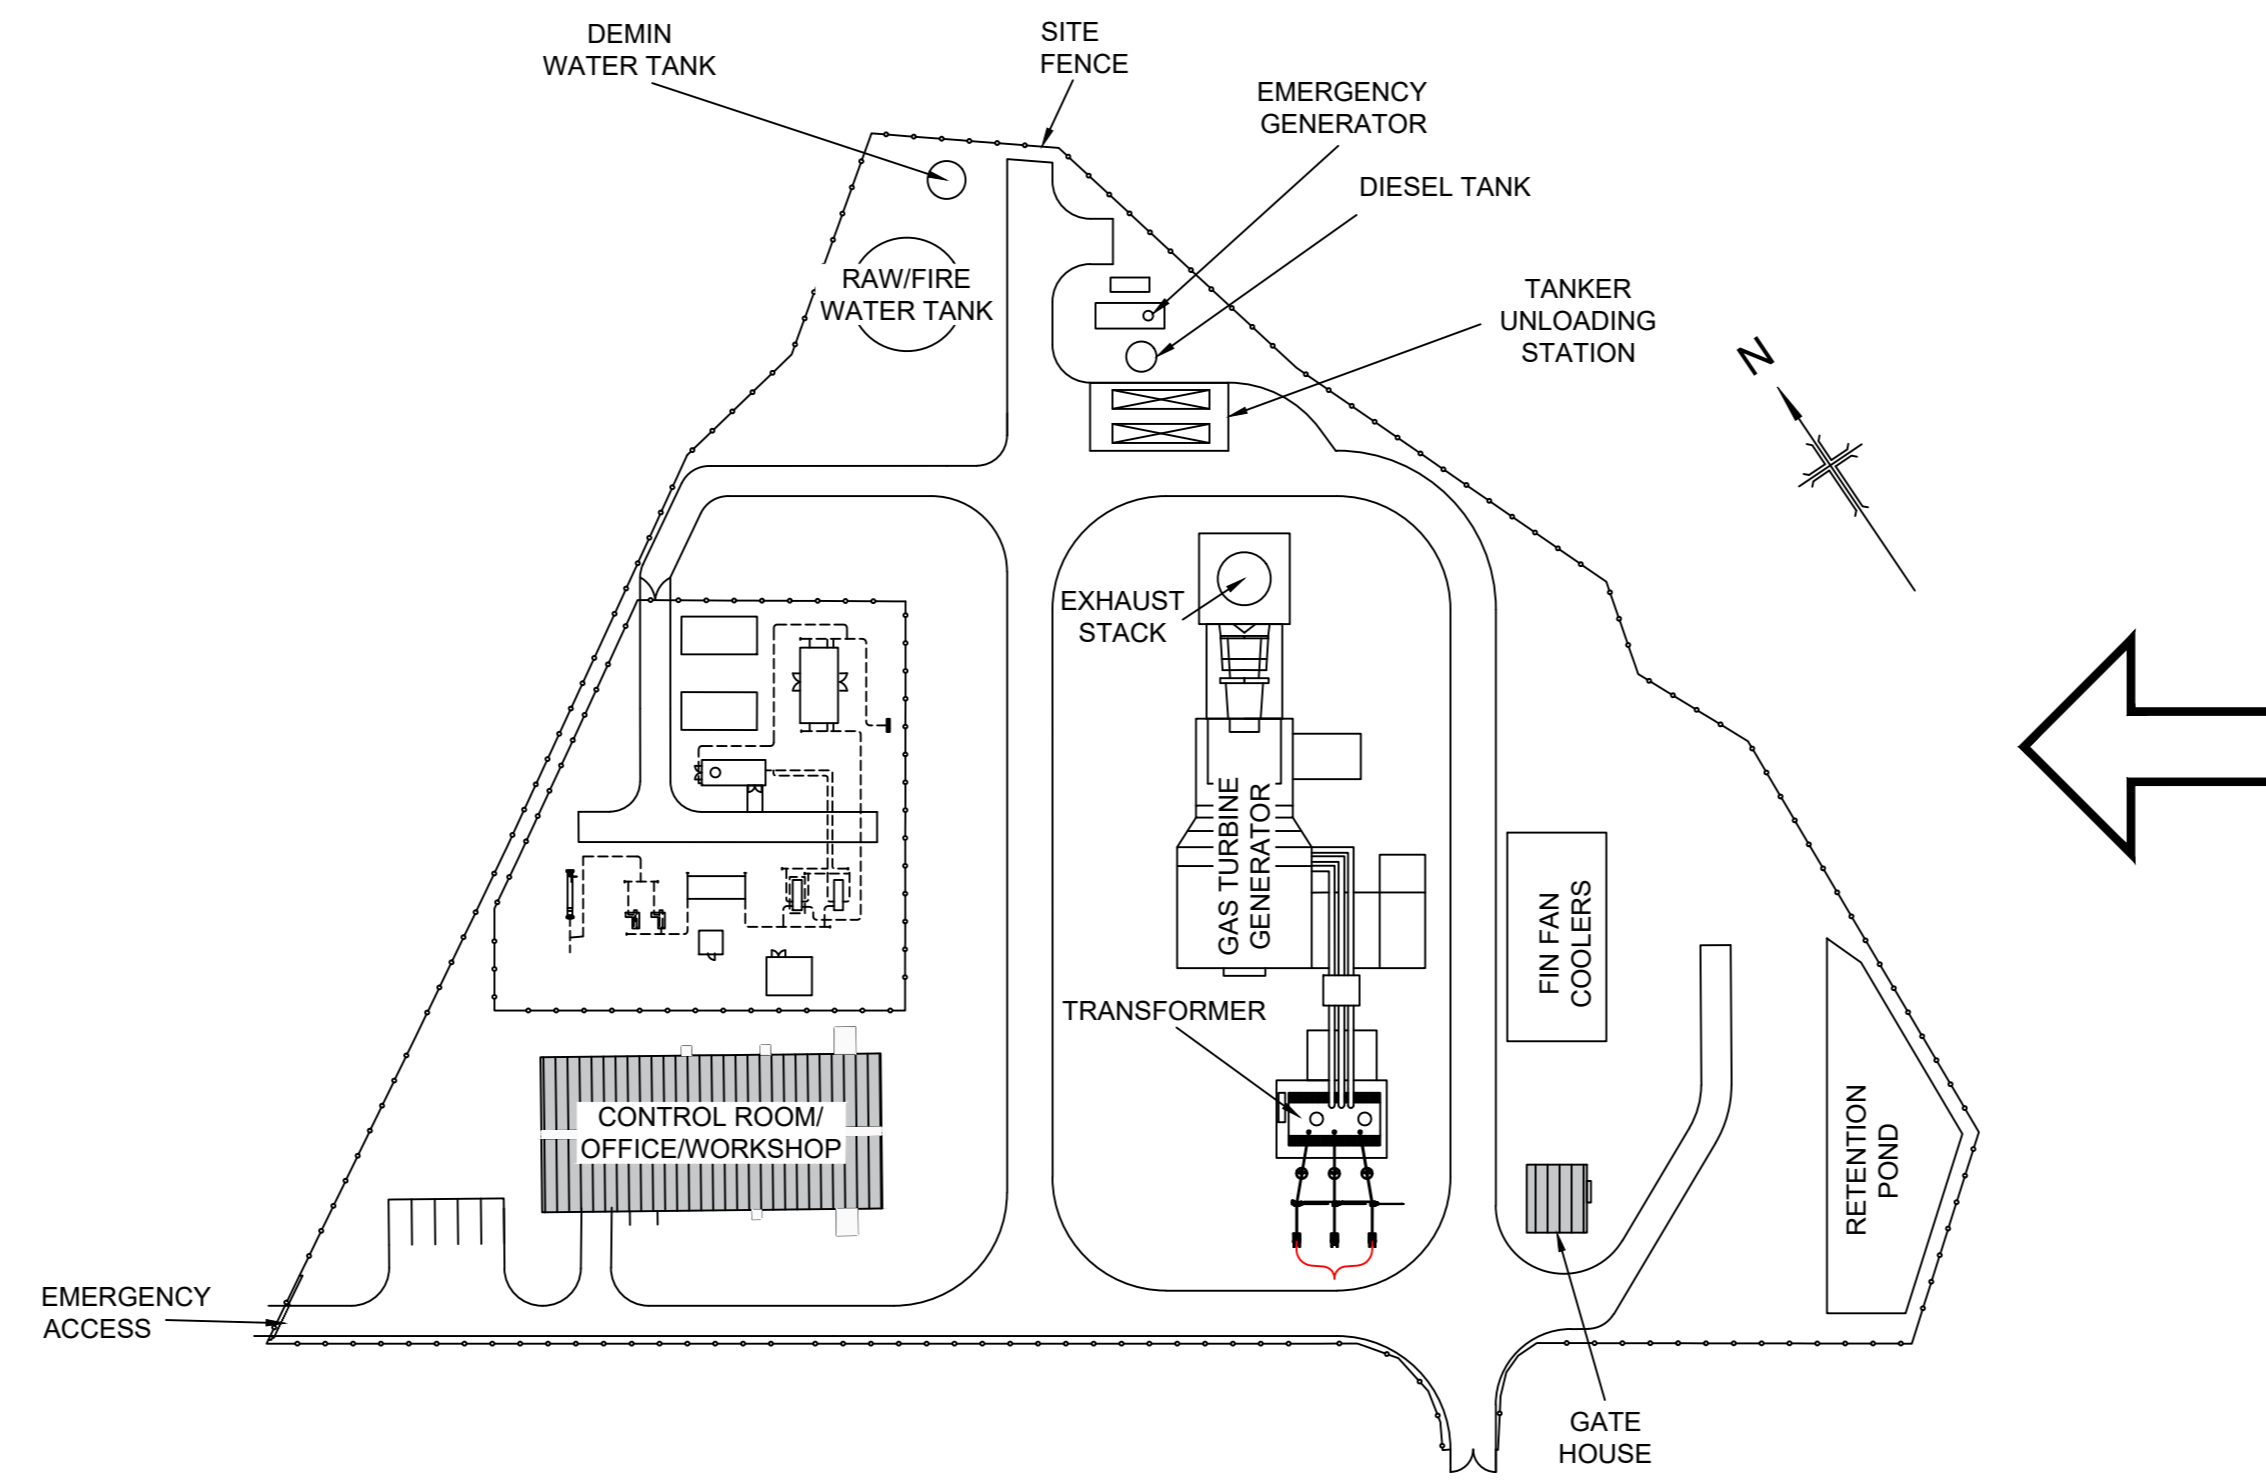 DEMIN
WATER TANK
SITE
FENCE
EMERGENCY
GENERATOR
DIESEL TANK
RAW/FIRE
WATER TANK
TANKER
UNLOADING
STATION
N
EXHAUST
STACK
GAS TURBINE
GENERATOR
FIN FAN
COOLERS
TRANSFORMER
CONTROL ROOM/
OFFICE/WORKSHOP
RETENTION
POND
EMERGENCY
ACCESS
GATE
HOUSE